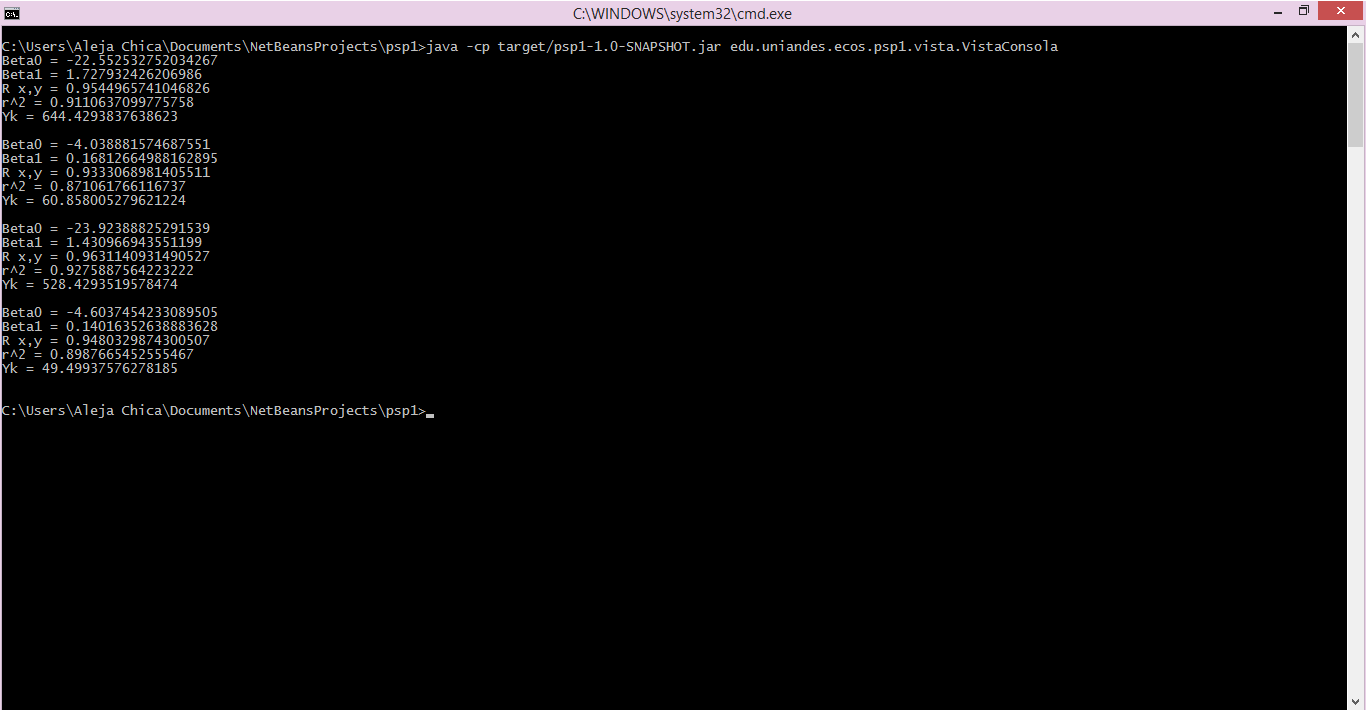 C:\WINDOWS\system32\cmd.exe
C:\Users\Aleja Chica\Documents\NetBeansProjects\psp1>java -cp target/psp1-1.0-SNAPSHOT.jar edu.uniandes.ecos.psp1.vista.VistaConsola
Beta0 = -22.552532752034267
Beta1 = 1.727932426206986
R x,y = 0.9544965741046826
r^2 = 0.9110637099775758
Yk = 644.4293837638623
Beta0 = -4.038881574687551
Beta1 = 0.16812664988162895
R x,y = 0.9333068981405511
r^2 = 0.871061766116737
Yk = 60.858005279621224
Beta0 = -23.92388825291539
Beta1 = 1.430966943551199
R x,y = 0.9631140931490527
r^2 = 0.9275887564223222
Yk = 528.4293519578474
Beta0 = -4.6037454233089505
Beta1 = 0.14016352638883628
R x,y = 0.9480329874300507
r^2 = 0.8987665452555467
Yk = 49.49937576278185
C:\Users\Aleja Chica\Documents\NetBeansProjects\psp1>